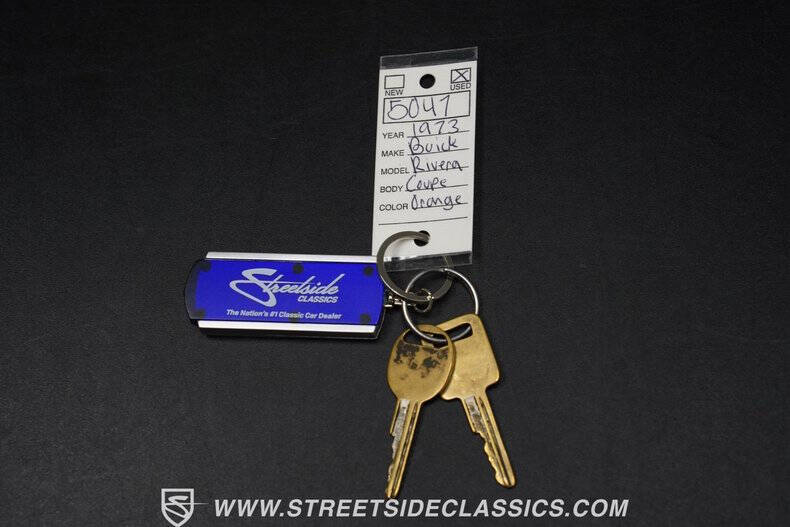 NEW USED
5047
YEAR 1973
MAKE Buick
MODEL Rivera
BODY Coupe
COLOR Orange
Streetside
CLASSICS
The Nation's #1 Classic Car Dealer
WWW.STREETSIDECLASSICS.COM